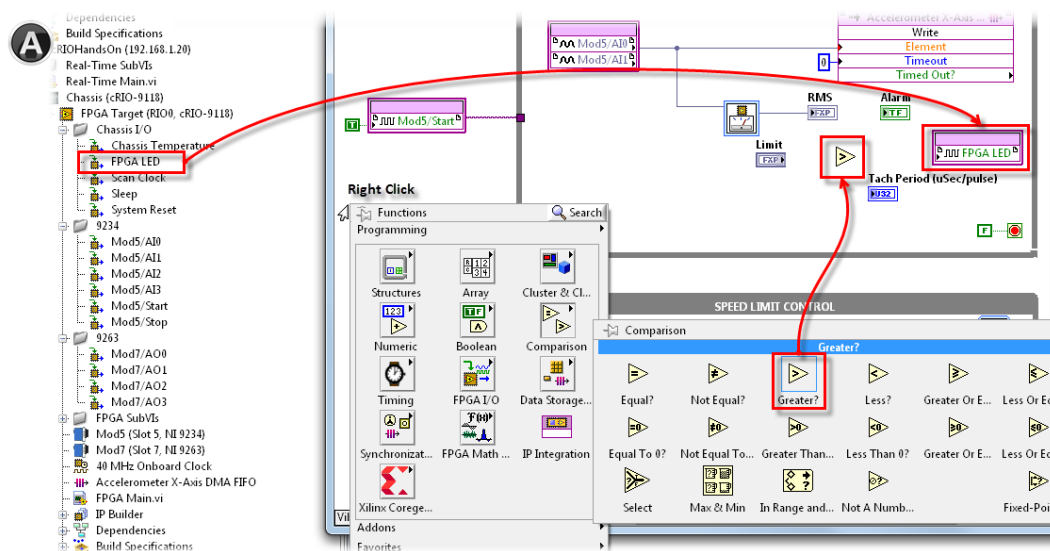 A
Dependencies
Build Specifications
RIOHandsOn (192.168.1.20)
Real-Time SubVIs
Real-Time Main.vi
Chassis (cRIO-9118)
FPGA Target (RIO0, cRIO-9118)
Chassis I/O
Chassis Temperature
FPGA LED
Scan Clock
Sleep
System Reset
9234
Mod5/AI0
Mod5/AI1
Mod5/AI2
Mod5/AI3
Mod5/Start
Mod5/Stop
9263
Mod7/AO0
Mod7/AO1
Mod7/AO2
Mod7/AO3
FPGA SubVIs
Mod5 (Slot 5, NI 9234)
Mod7 (Slot 7, NI 9263)
40 MHz Onboard Clock
Accelerometer X-Axis DMA FIFO
FPGA Main.vi
IP Builder
Dependencies
Build Specifications
Accelerometer X-Axis ...
Write
Element
Timeout
Timed Out?
Mod5/AI0
Mod5/AI1
0
T
Mod5/Start
RMS
FXP
Alarm
TF
Limit
FXP
FPGA LED
Tach Period (uSec/pulse)
U32
F
SPEED LIMIT CONTROL
Right Click
Functions
Search
Programming
Structures
Array
Cluster & Cl...
Numeric
Boolean
Comparison
Timing
FPGA I/O
Data Storage...
Synchronizat...
FPGA Math ...
IP Integration
Xilinx Corege...
Addons
Favorites
Comparison
Greater?
Equal?
Not Equal?
Greater?
Less?
Greater Or E...
Less Or Eq
Equal To 0?
Not Equal To...
Greater Than...
Less Than 0?
Greater Or E...
Less Or Eq
Select
Max & Min
In Range and...
Not A Numb...
Fixed-Poi